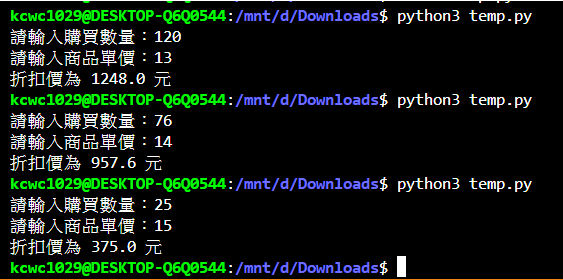 kcwc1029@DESKTOP-Q6Q0544:/mnt/d/Downloads$ python3 temp.py
請輸入購買數量：120
請輸入商品單價：13
折扣價為 1248.0 元
kcwc1029@DESKTOP-Q6Q0544:/mnt/d/Downloads$ python3 temp.py
請輸入購買數量：76
請輸入商品單價：14
折扣價為 957.6 元
kcwc1029@DESKTOP-Q6Q0544:/mnt/d/Downloads$ python3 temp.py
請輸入購買數量：25
請輸入商品單價：15
折扣價為 375.0 元
kcwc1029@DESKTOP-Q6Q0544:/mnt/d/Downloads$